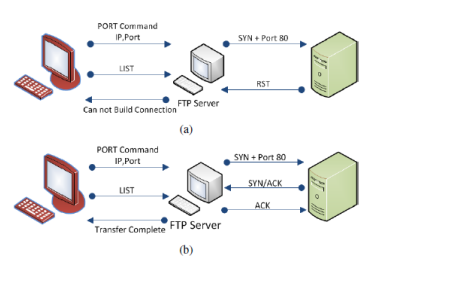 PORT Command
IP,Port
SYN + Port 80
LIST
RST
FTP Server
Can not Build Connection
(a)
PORT Command
IP,Port
SYN + Port 80
SYN/ACK
LIST
ACK
Transfer Complete
FTP Server
(b)